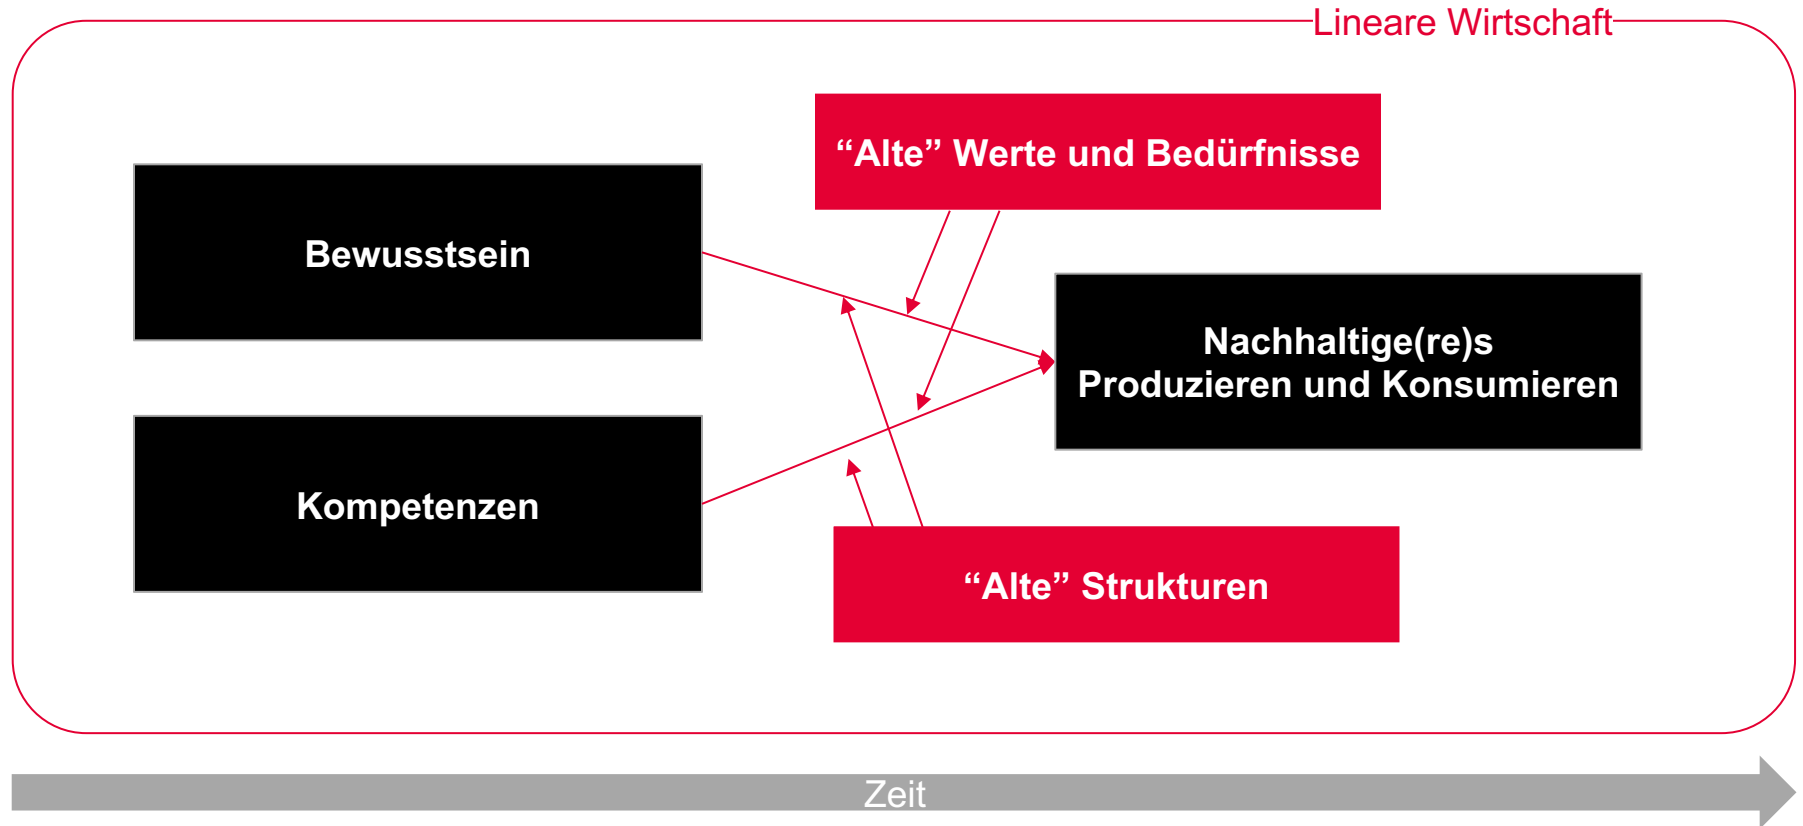 Lineare Wirtschaft
“Alte” Werte und Bedürfnisse
Bewusstsein
Nachhaltige(re)s
Produzieren und Konsumieren
Kompetenzen
“Alte” Strukturen
Zeit